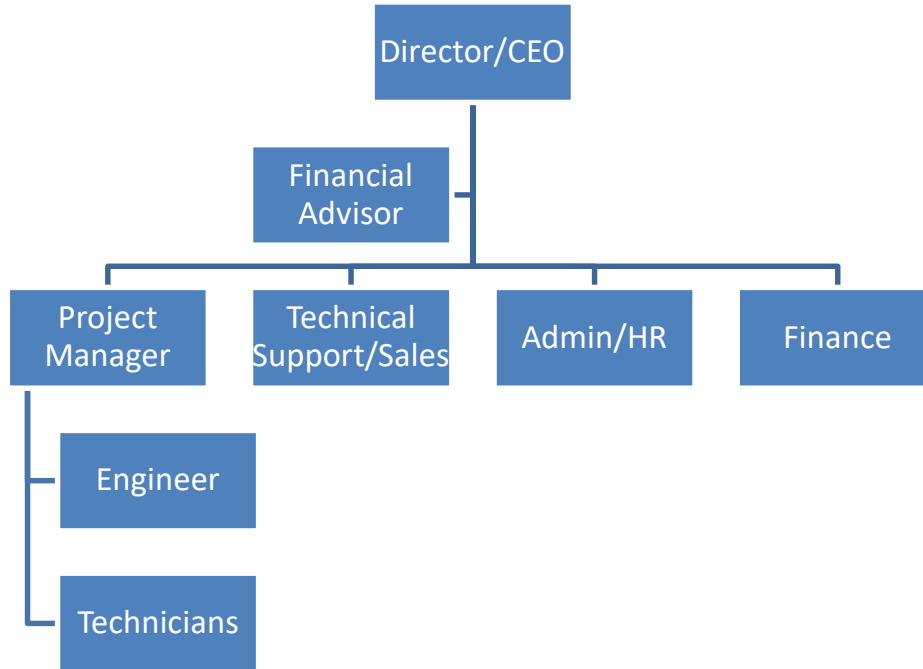 Director/CEO
Financial
Advisor
Project
Manager
Technical
Support/Sales
Admin/HR
Finance
Engineer
Technicians